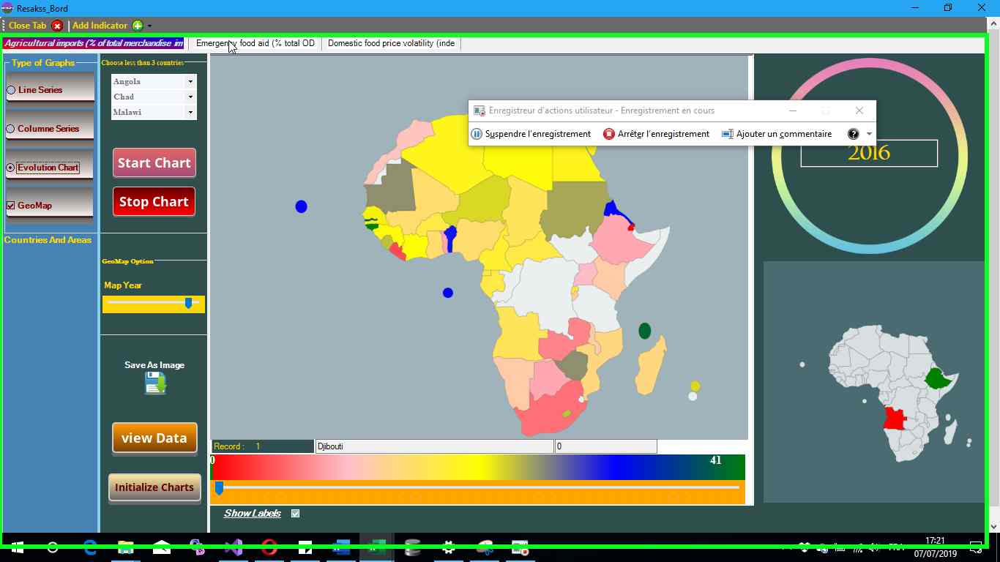 Resakss_Bord
Close Tab Add Indicator
Agricultural imports (% of total merchandise im
Emergency food aid (% total OD
Domestic food price volatility (inde
Type of Graphs
Line Series
Columne Series
Evolution Chart
GeoMap
Countries And Areas
Choose less than 3 countries
Angola
Chad
Malawi
Start Chart
Stop Chart
GeoMap Option
Map Year
Save As Image
view Data
Initialize Charts
Enregistreur d'actions utilisateur - Enregistrement en cours
Suspendre l'enregistrement Arrêter l'enregistrement Ajouter un commentaire
2016
Record : 1 Djibouti 0
0 41
Show Labels
17:21
FRA
07/07/2019